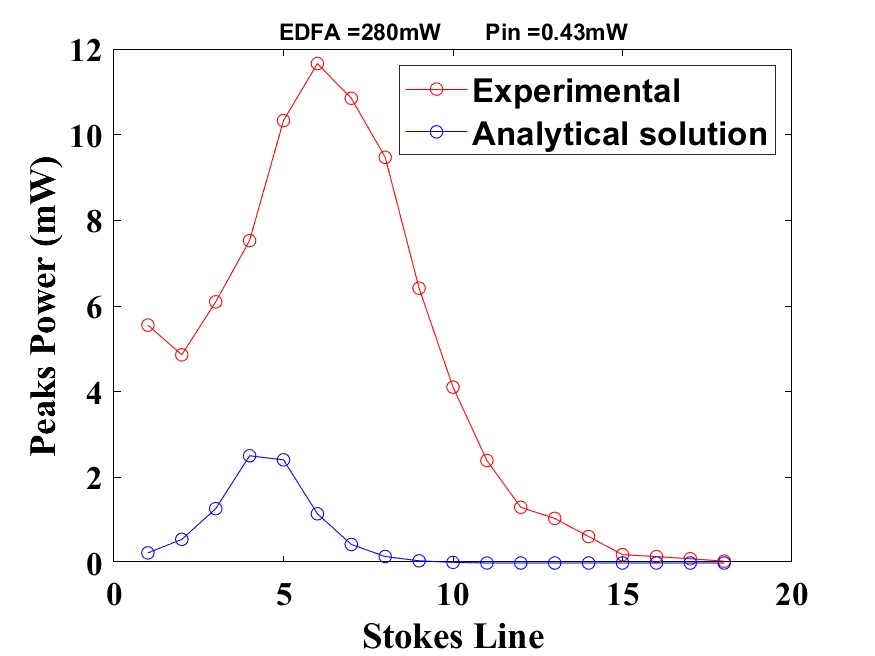 EDFA =280mW Pin =0.43mW
Experimental
Analytical solution
Peaks Power (mW)
12
10
8
6
4
2
0
0 5 10 15 20
Stokes Line